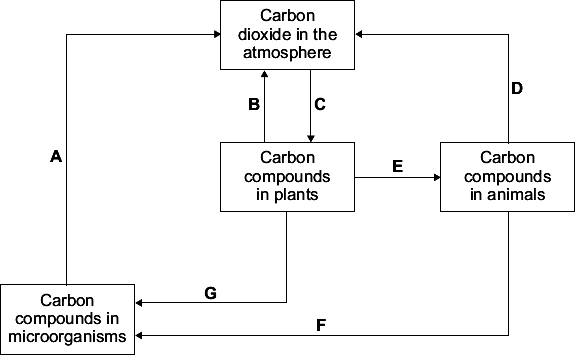 Carbon
dioxide in the
atmosphere
A
B
C
D
Carbon
compounds
in plants
E
Carbon
compounds
in animals
G
F
Carbon
compounds in
microorganisms